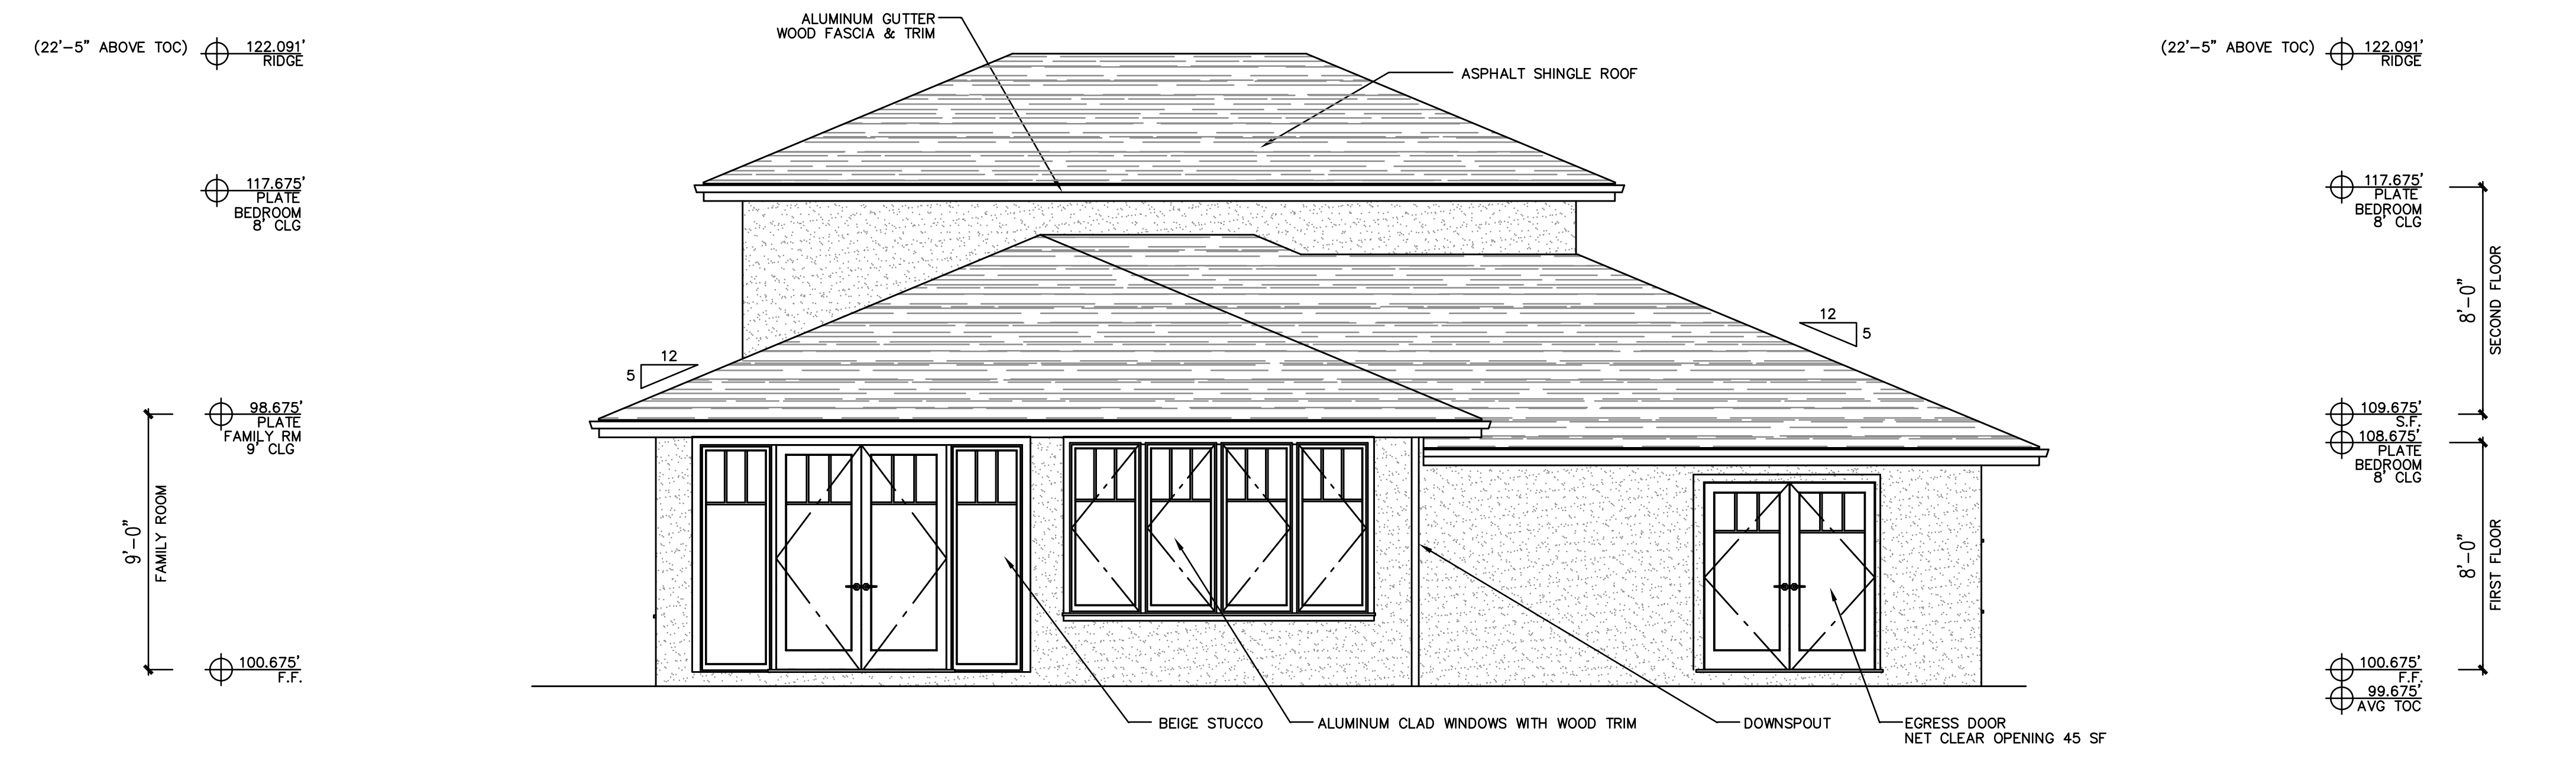 ALUMINUM GUTTER
WOOD FASCIA & TRIM
(22'-5" ABOVE TOC)
122.091'
RIDGE
ASPHALT SHINGLE ROOF
(22'-5" ABOVE TOC)
122.091'
RIDGE
117.675'
PLATE
BEDROOM
8' CLG
117.675'
PLATE
BEDROOM
8' CLG
8'-0"
SECOND FLOOR
12
5
12
5
98.675'
PLATE
FAMILY RM
9' CLG
109.675'
S.F.
108.675'
PLATE
BEDROOM
8' CLG
9'-0"
FAMILY ROOM
8'-0"
FIRST FLOOR
100.675'
F.F.
100.675'
F.F.
99.675'
AVG TOC
BEIGE STUCCO
ALUMINUM CLAD WINDOWS WITH WOOD TRIM
DOWNSPOUT
EGRESS DOOR
NET CLEAR OPENING 45 SF